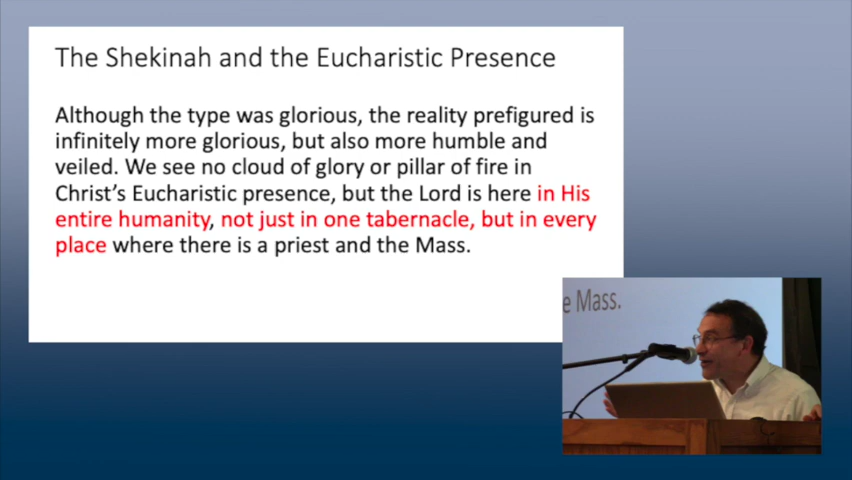 The Shekinah and the Eucharistic Presence
Although the type was glorious, the reality prefigured is
infinitely more glorious, but also more humble and
veiled. We see no cloud of glory or pillar of fire in
Christ’s Eucharistic presence, but the Lord is here in His
entire humanity, not just in one tabernacle, but in every
place where there is a priest and the Mass.
e Mass.